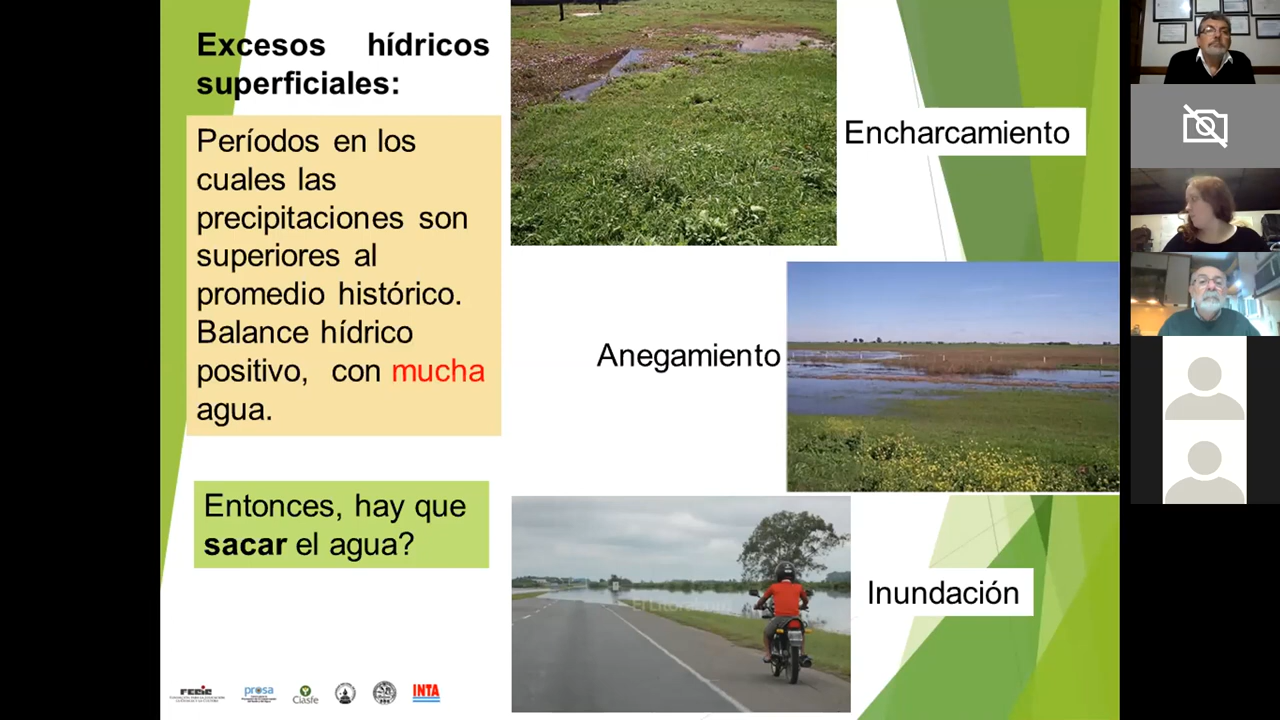 Excesos hídricos
superficiales:
Períodos en los
cuales las
precipitaciones son
superiores al
promedio histórico.
Balance hídrico
positivo, con mucha
agua.
Entonces, hay que
sacar el agua?
Encharcamiento
Anegamiento
Inundación
prosa
Ciasfe
INTA